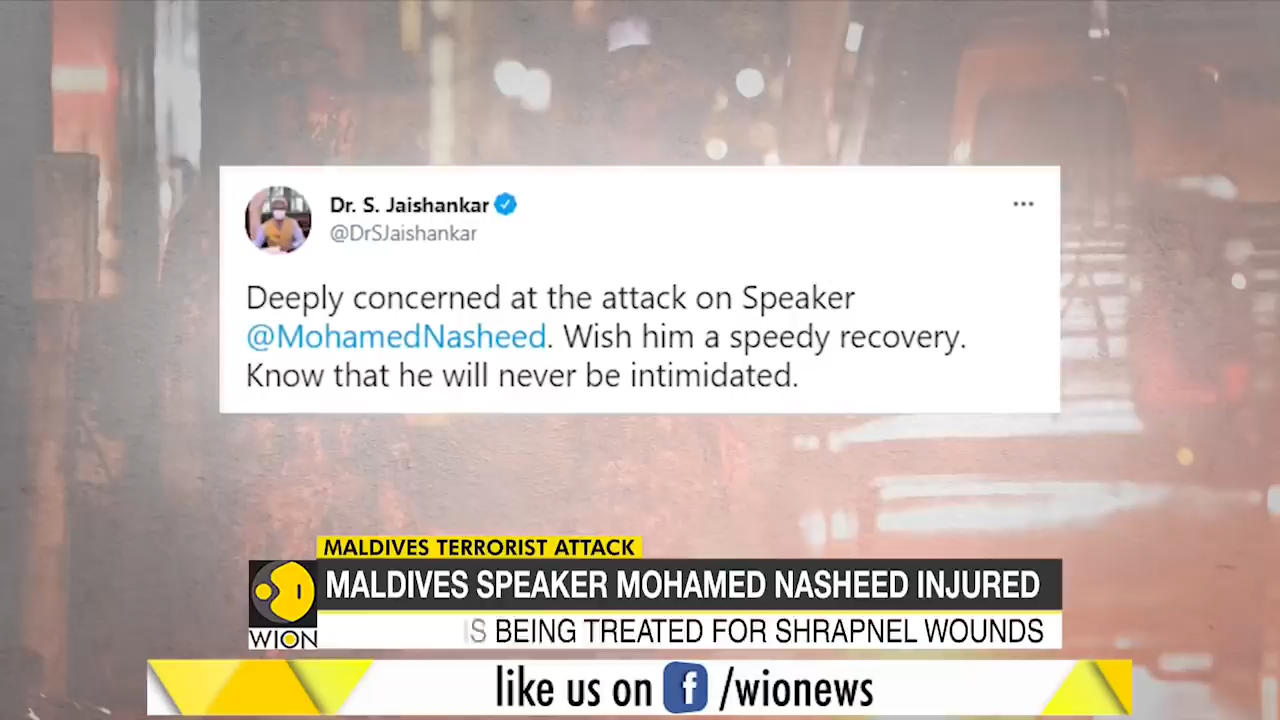 Dr. S. Jaishankar
@DrSJaishankar
Deeply concerned at the attack on Speaker
@MohamedNasheed. Wish him a speedy recovery.
Know that he will never be intimidated.
MALDIVES TERRORIST ATTACK
MALDIVES SPEAKER MOHAMED NASHEED INJURED
IS BEING TREATED FOR SHRAPNEL WOUNDS
WION
like us on f /wionews